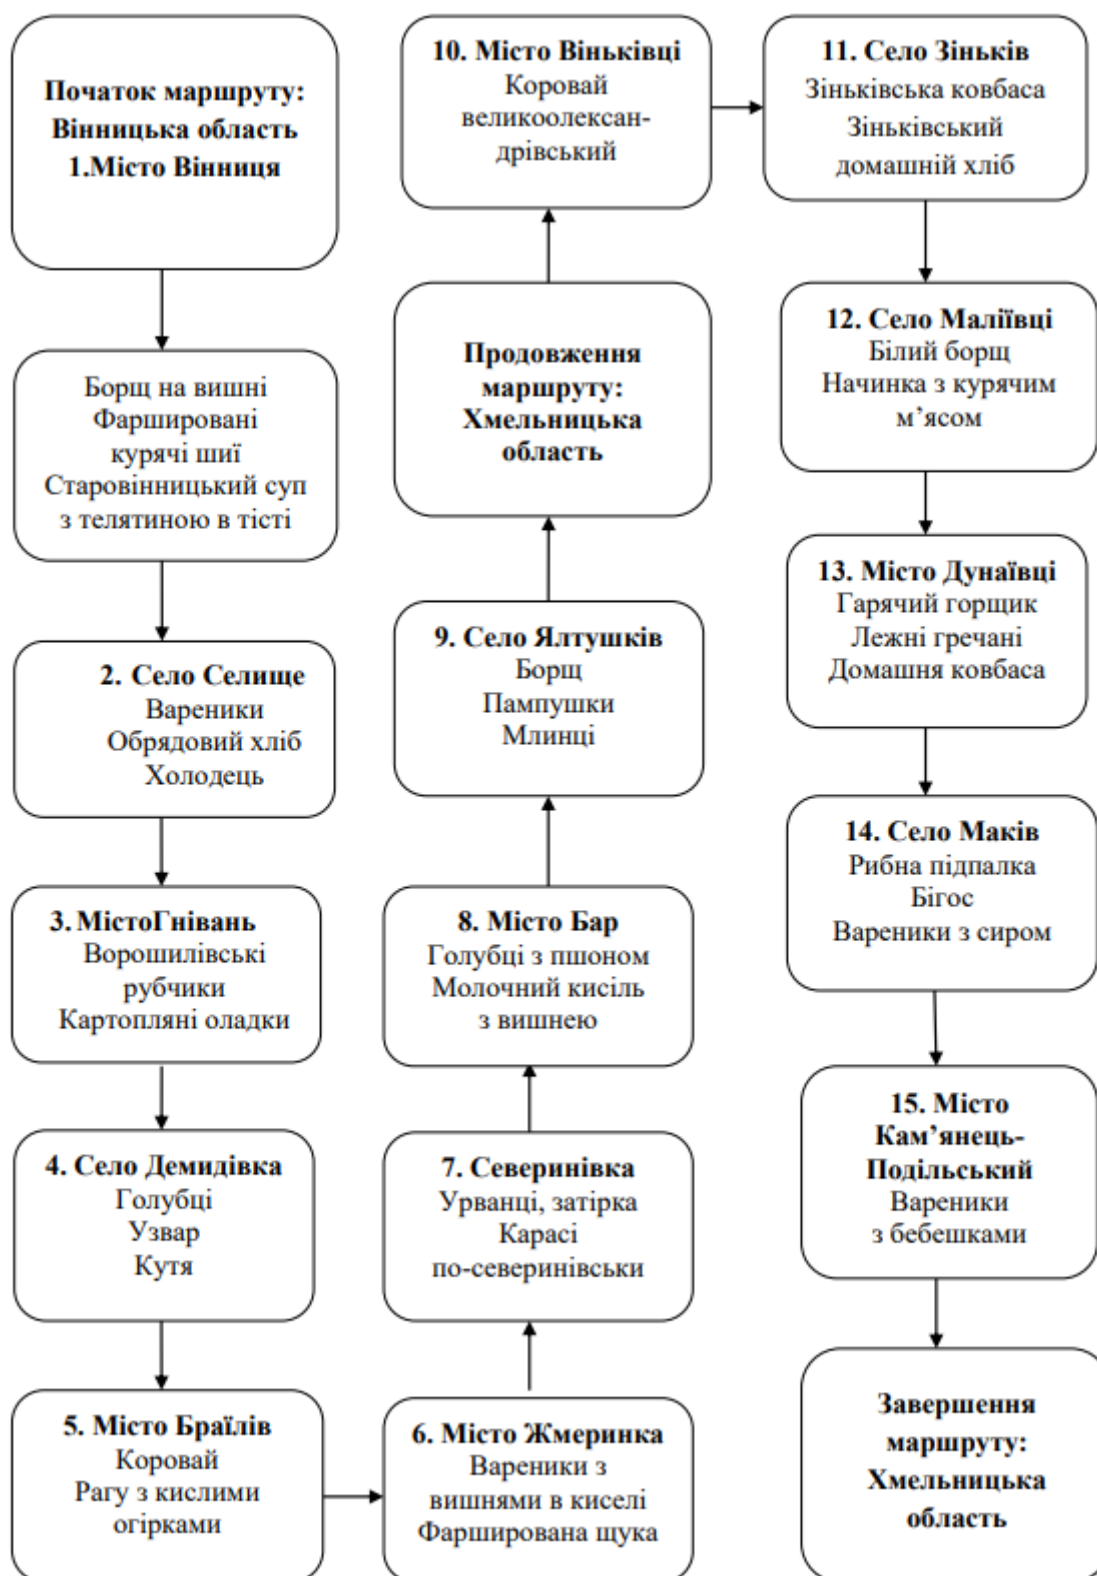 Початок маршруту:
Вінницька область
1.Місто Вінниця
Борщ на вишні
Фаршировані
курячі шиї
Старовінницький суп
з телятиною в тісті
2. Село Селище
Вареники
Обрядовий хліб
Холодець
3. МістоГнівань
Ворошилівські
рубчики
Картопляні оладки
4. Село Демидівка
Голубці
Узвар
Кутя
5. Місто Браїлів
Коровай
Рагу з кислими
огірками
6. Місто Жмеринка
Вареники з
вишнями в киселі
Фарширована щука
7. Северинівка
Урванці, затірка
Карасі
по-северинівськи
8. Місто Бар
Голубці з пшоном
Молочний кисіль
з вишнею
9. Село Ялтушків
Борщ
Пампушки
Млинці
Продовження
маршруту:
Хмельницька
область
10. Місто Віньківці
Коровай
великоолексан-
дрівський
11. Село Зіньків
Зіньківська ковбаса
Зіньківський
домашній хліб
12. Село Маліївці
Білий борщ
Начинка з курячим
м’ясом
13. Місто Дунаївці
Гарячий горщик
Лежні гречані
Домашня ковбаса
14. Село Маків
Рибна підпалка
Бігос
Вареники з сиром
15. Місто
Кам’янець-
Подільський
Вареники
з бебешками
Завершення
маршруту:
Хмельницька
область